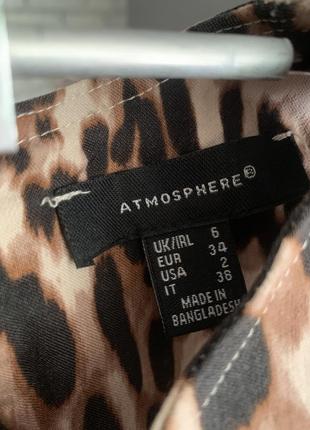 ATMOSPHERE®
UK/IRL 6
EUR 34
USA 2
IT 38
MADE IN
BANGLADESH